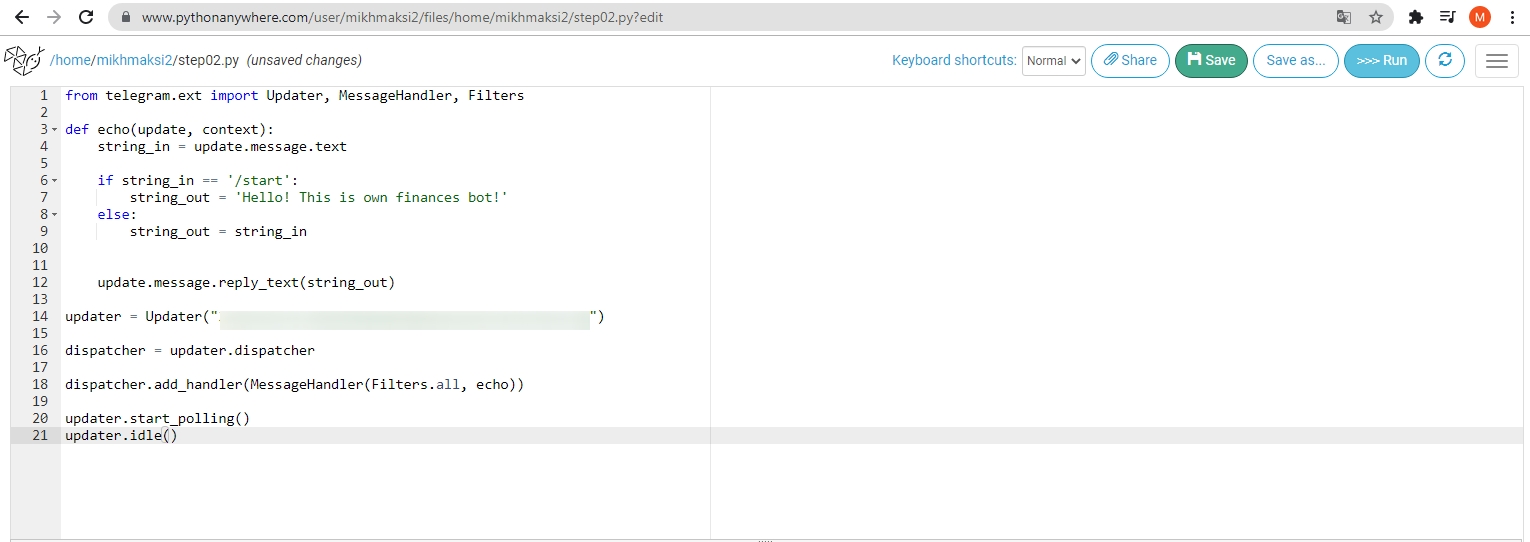 www.pythonanywhere.com/user/mikhmaksi2/files/home/mikhmaksi2/step02.py?edit
M
/home/mikhmaksi2/step02.py (unsaved changes)
Keyboard shortcuts: Normal Share Save Save as... >>> Run
1 from telegram.ext import Updater, MessageHandler, Filters
2
3 def echo(update, context):
4 string_in = update.message.text
5
6 if string_in == '/start':
7 string_out = 'Hello! This is own finances bot!'
8 else:
9 string_out = string_in
10
11
12 update.message.reply_text(string_out)
13
14 updater = Updater("")
15
16 dispatcher = updater.dispatcher
17
18 dispatcher.add_handler(MessageHandler(Filters.all, echo))
19
20 updater.start_polling()
21 updater.idle()